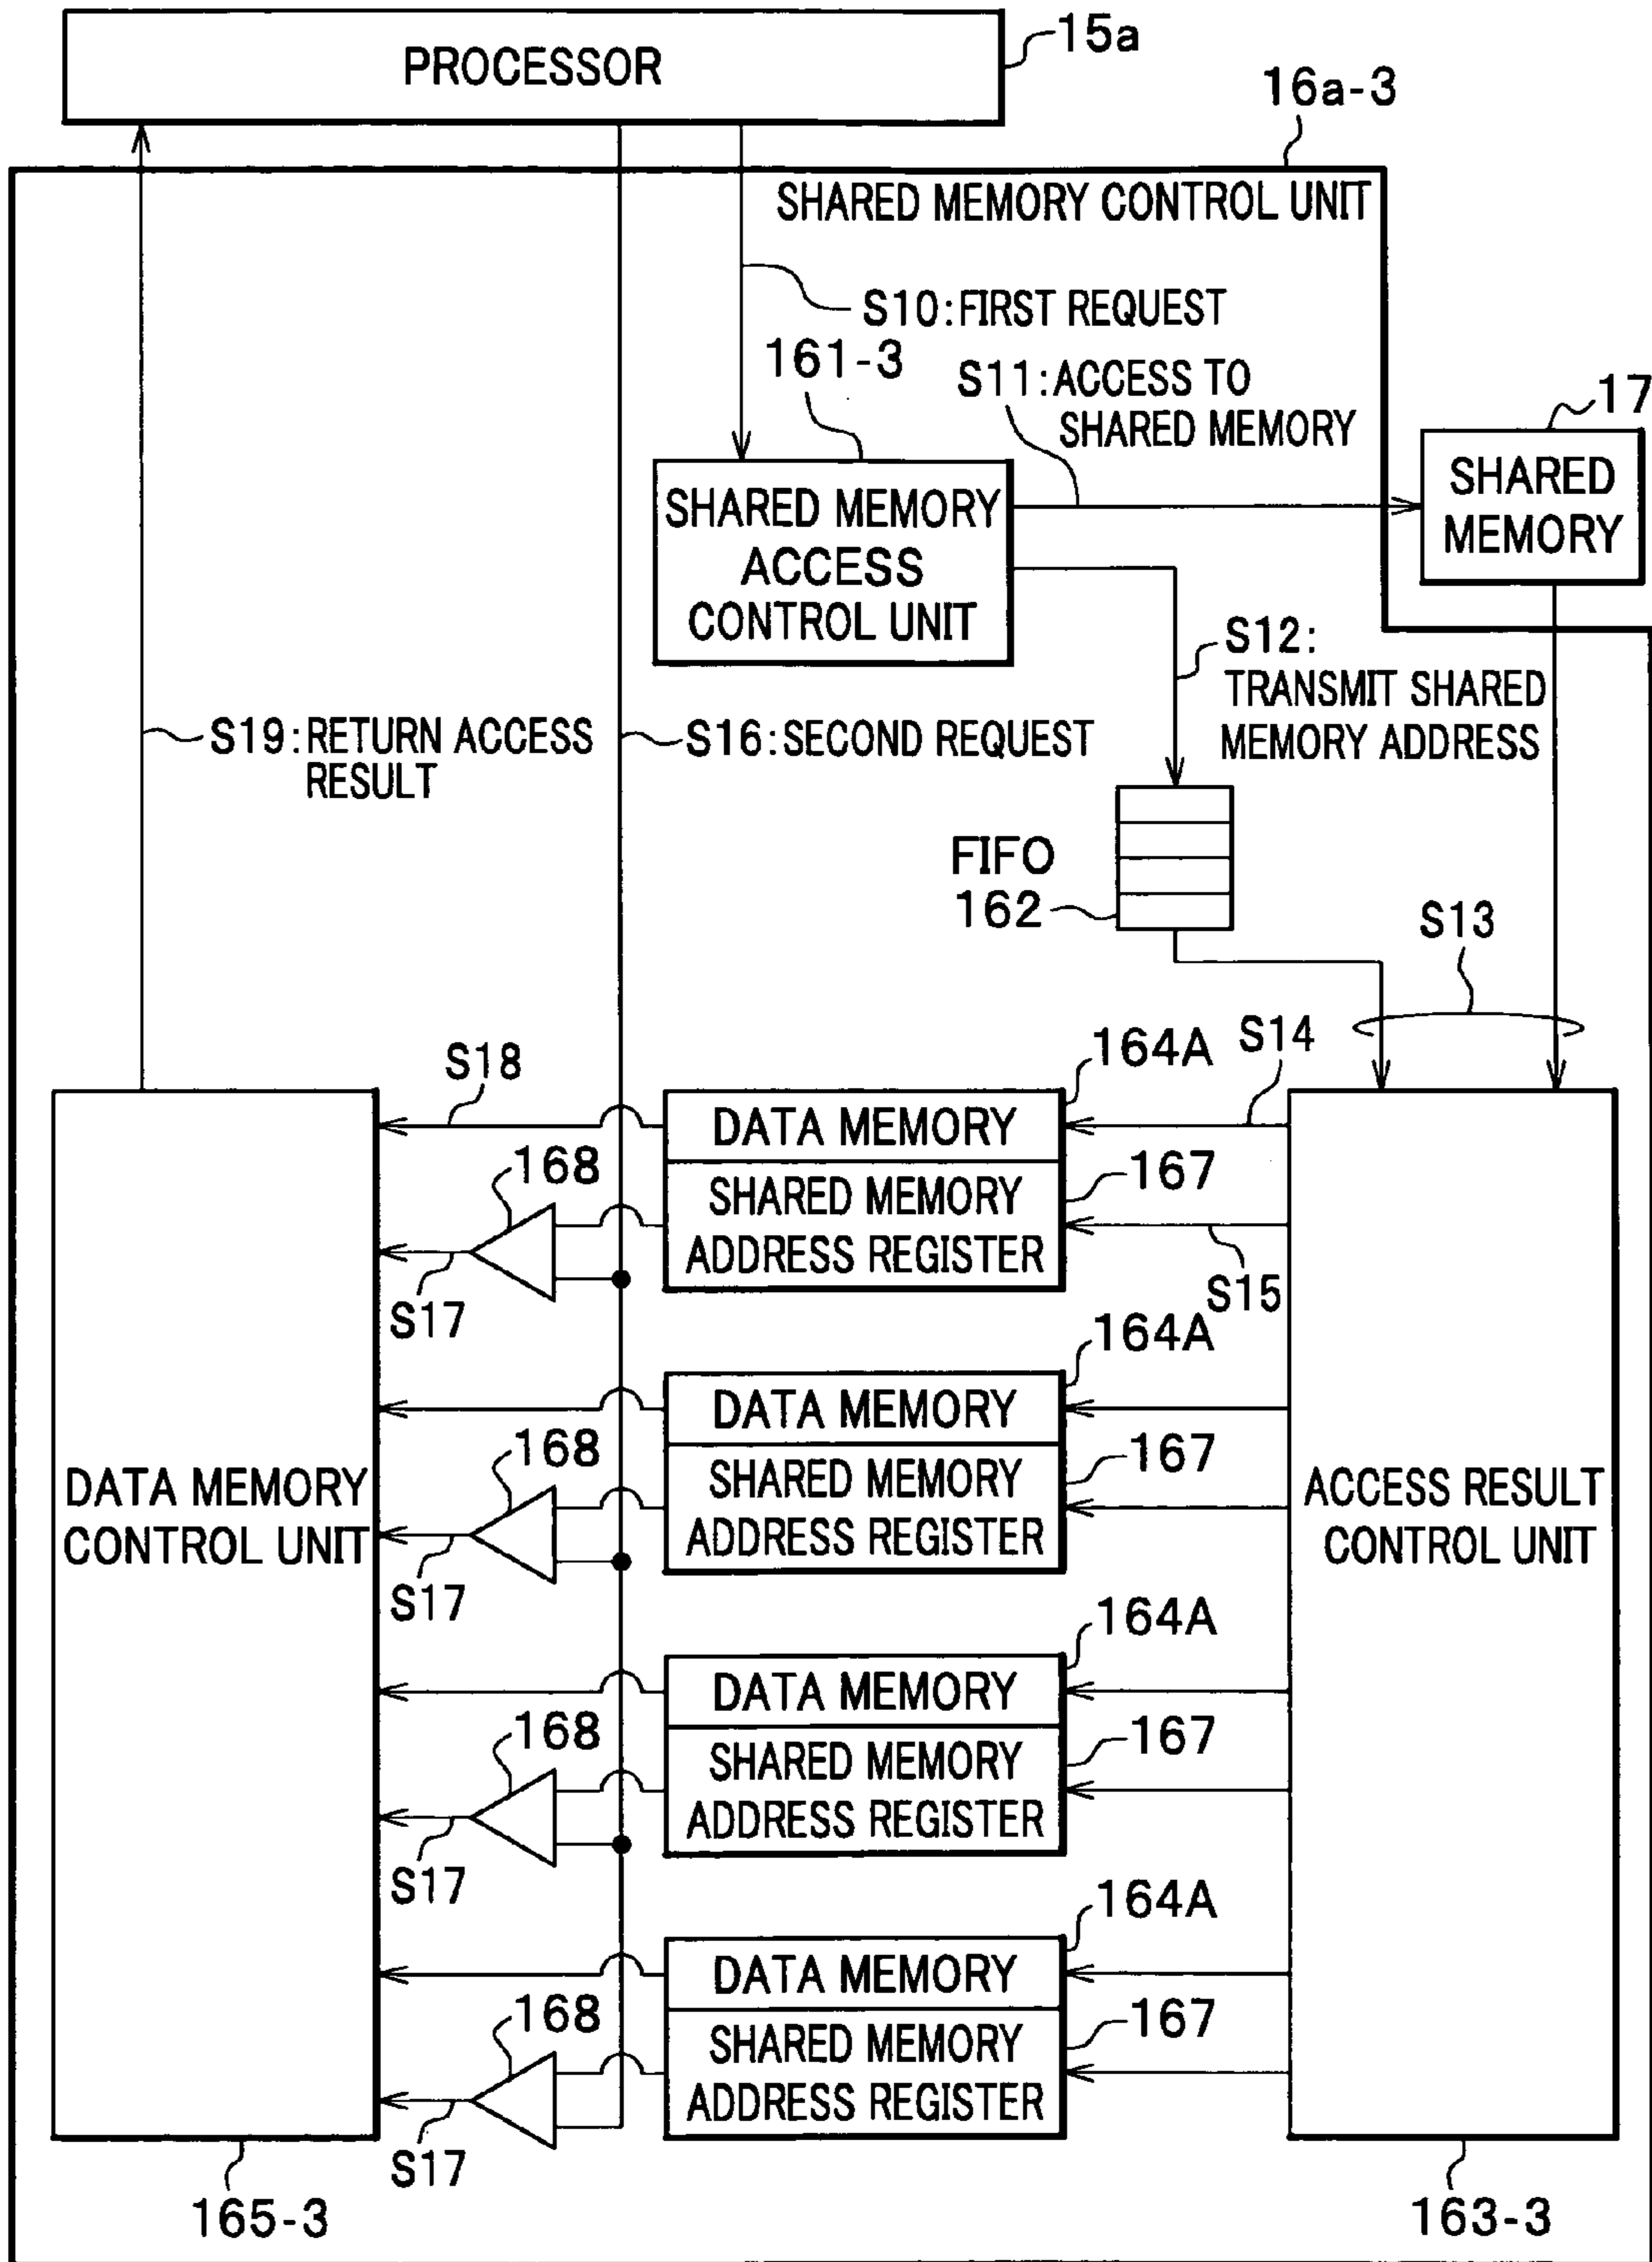 PROCESSOR
15a
16a-3
SHARED MEMORY CONTROL UNIT
S10:FIRST REQUEST
161-3
S11:ACCESS TO
SHARED MEMORY
17
SHARED
MEMORY
SHARED MEMORY
ACCESS
CONTROL UNIT
S12:
TRANSMIT SHARED
MEMORY ADDRESS
S19:RETURN ACCESS
RESULT
S16:SECOND REQUEST
FIFO
162
S13
S14
S18
164A
DATA MEMORY
168
167
SHARED MEMORY
ADDRESS REGISTER
S17
S15
164A
DATA MEMORY
168
167
SHARED MEMORY
ADDRESS REGISTER
S17
DATA MEMORY
CONTROL UNIT
ACCESS RESULT
CONTROL UNIT
164A
DATA MEMORY
168
167
SHARED MEMORY
ADDRESS REGISTER
S17
164A
DATA MEMORY
168
167
SHARED MEMORY
ADDRESS REGISTER
S17
165-3
163-3